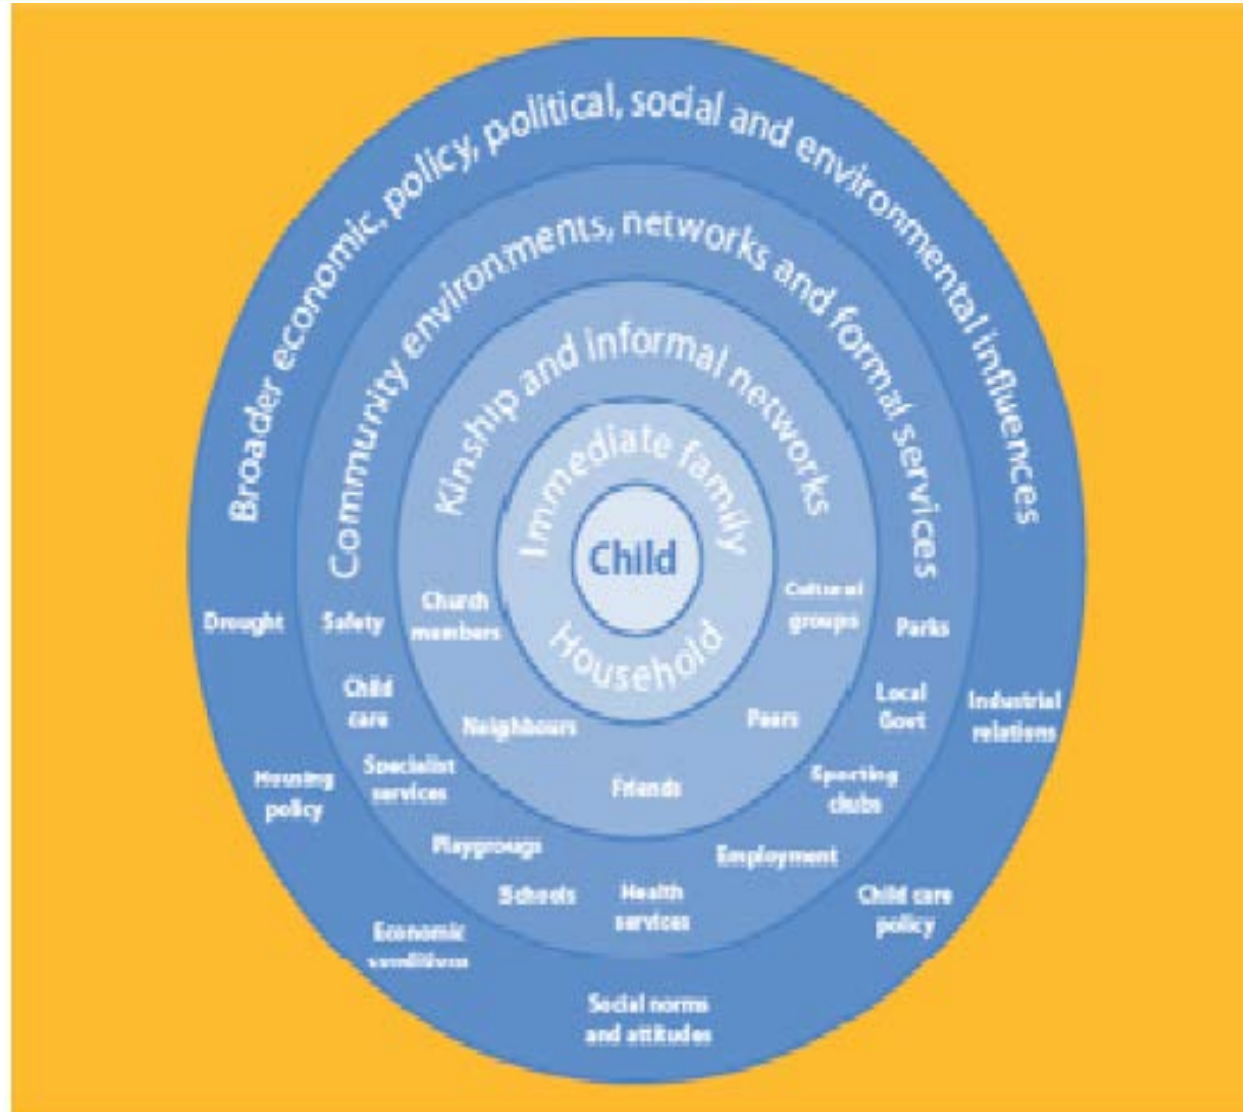 Broader economic, policy, political, social and environmental influences
Community environments, networks and formal services
Kinship and informal networks
Immediate family
Child
Household
Church
members
Cultural
groups
Neighbours
Peers
Friends
Safety
Parks
Child
care
Local
Govt
Specialist
services
Sporting
clubs
Playgroups
Employment
Schools
Health
services
Drought
Industrial
relations
Housing
policy
Child care
policy
Economic
conditions
Social norms
and attitudes